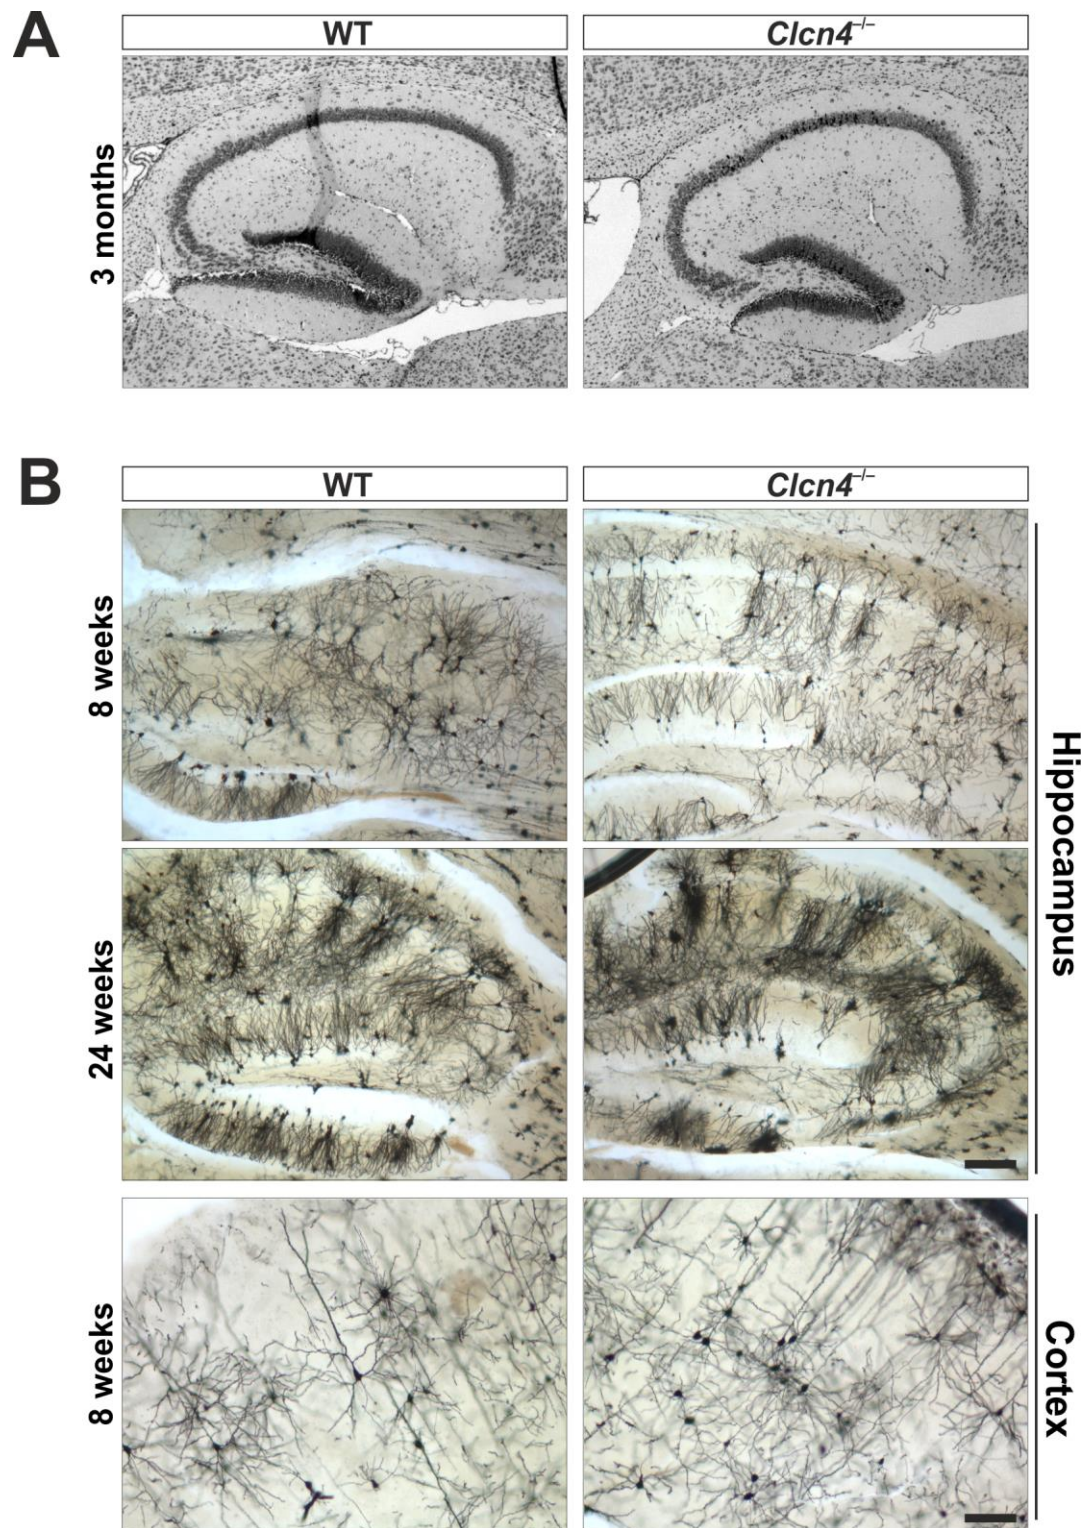 A
WT
Clcn4–/–
3 months
B
WT
Clcn4–/–
8 weeks
24 weeks
8 weeks
Hippocampus
Cortex